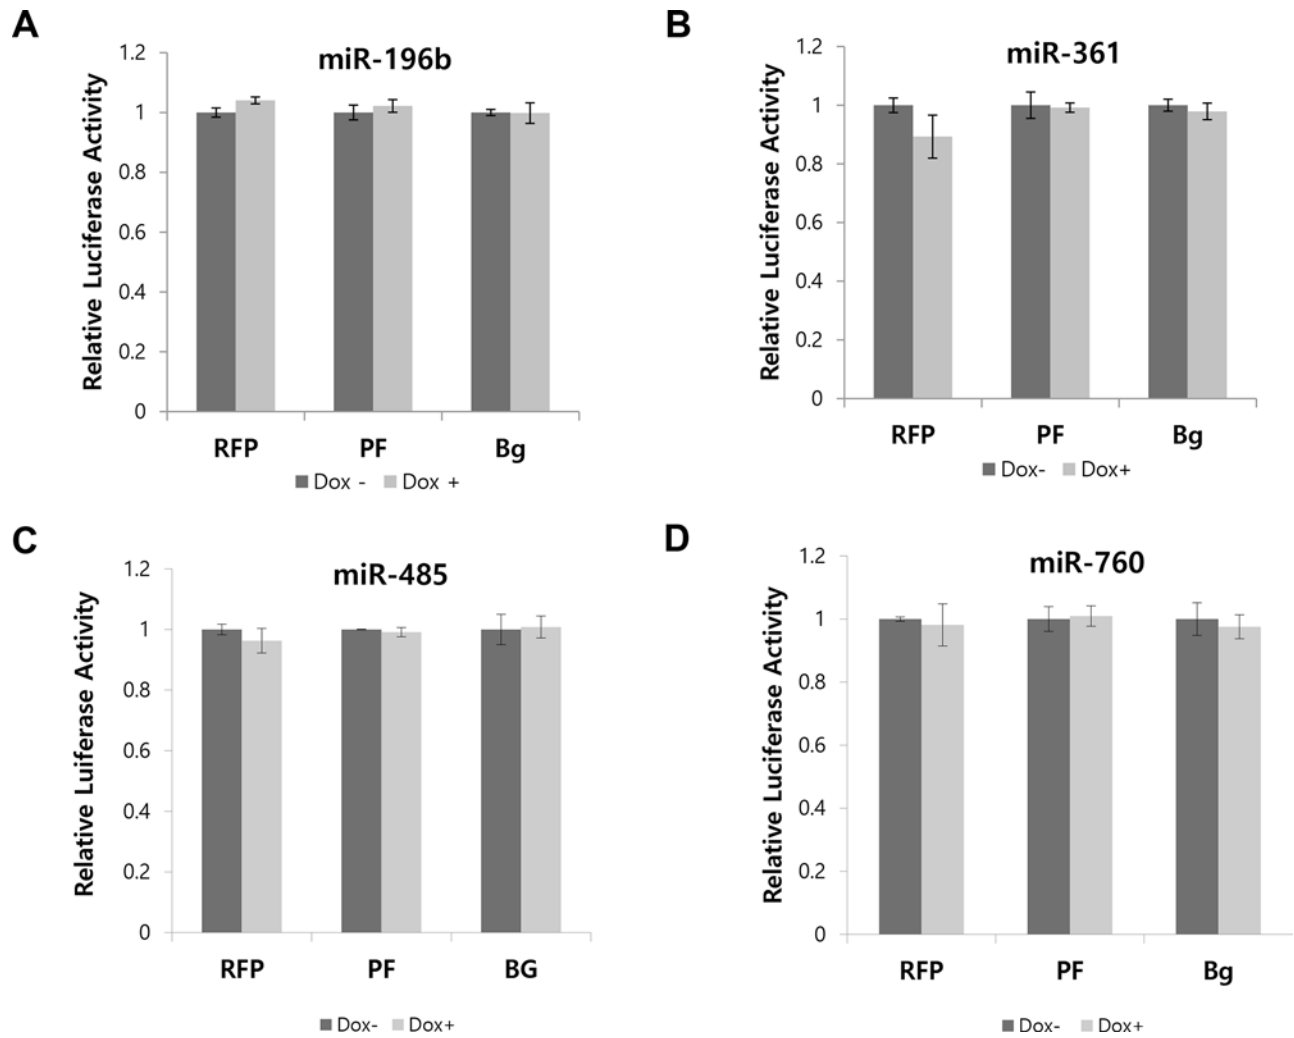 A
miR-196b
Relative Luciferase Activity
1.2
1
0.8
0.6
0.4
0.2
0
RFP PF Bg
Dox - Dox +
B
miR-361
Relative Luciferase Activity
1.2
1
0.8
0.6
0.4
0.2
0
RFP PF Bg
Dox- Dox+
C
miR-485
Relative Luiferase Activity
1.2
1
0.8
0.6
0.4
0.2
0
RFP PF BG
Dox- Dox+
D
miR-760
Relative Luciferase Activity
1.2
1
0.8
0.6
0.4
0.2
0
RFP PF Bg
Dox- Dox+